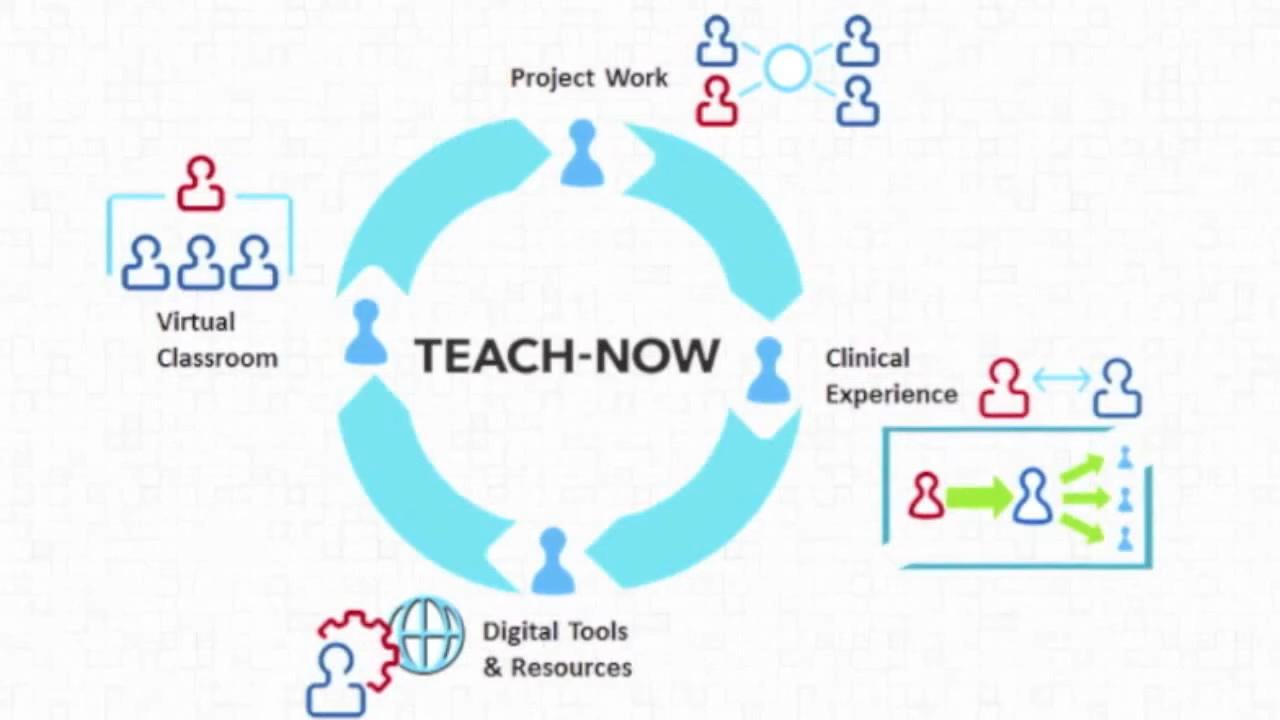 Project Work
Virtual
Classroom
TEACH-NOW
Clinical
Experience
Digital Tools
& Resources